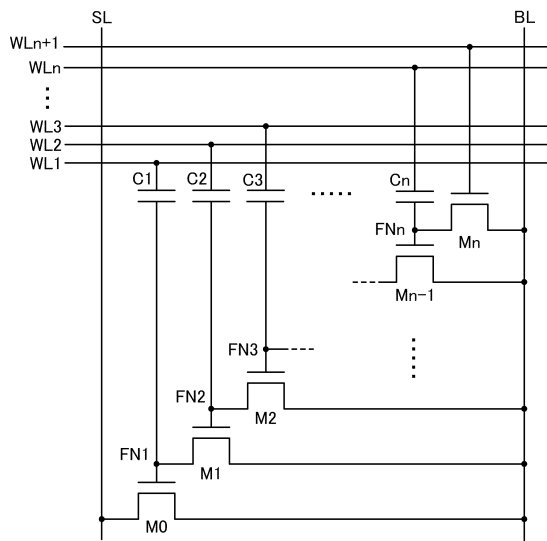 SL
BL
WLn+1
WLn
WL3
WL2
WL1
C1
C2
C3
Cn
FNn
Mn
Mn-1
FN3
FN2
M2
FN1
M1
M0